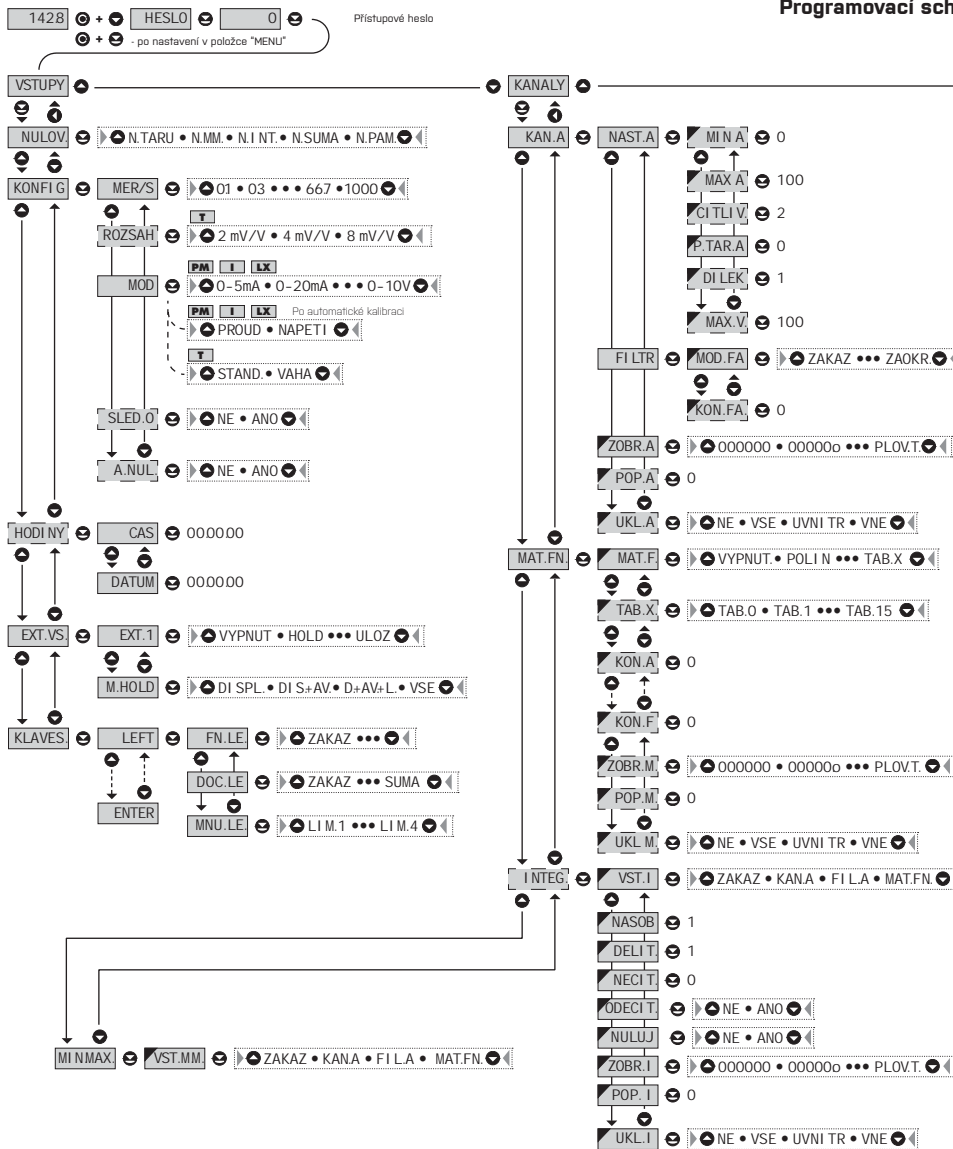 Programovací sch
1428 + HESLO 0 Přístupové heslo
+ - po nastavení v položce "MENU"
VSTUPY
NULOV. N.TARU • N.MM. • N.INT. • N.SUMA • N.PAM.
KONFIG MER/S 01 • 03 • • • 667 •1000
T
ROZSAH 2 mV/V • 4 mV/V • 8 mV/V
PM I LX
MOD 0-5mA • 0-20mA • • • 0-10V
PM I LX Po automatické kalibraci
PROUD • NAPETI
T
STAND. • VAHA
SLED.0 NE • ANO
A.NUL. NE • ANO
HODINY CAS 00.00.00
DATUM 00.00.00
EXT.VS. EXT.1 VYPNUT • HOLD ••• ULOZ
M.HOLD DISPL. • DIS+AV. • D+AV+L. • VSE
KLAVES. LEFT FN.LE. ZAKAZ •••
DOC.LE ZAKAZ ••• SUMA
ENTER
MNU.LE. LIM.1 ••• LIM.4
MINMAX. VST.MM. ZAKAZ • KAN.A • FIL.A • MAT.FN.
KANALY
KAN.A NAST.A MIN A 0
MAX A 100
CITLIV. 2
P.TAR.A 0
DILEK 1
MAX.V. 100
FILTR MOD.FA ZAKAZ ••• ZAOKR.
KON.FA. 0
ZOBR.A 000000 • 00000o ••• PLOV.T.
POP.A 0
UKL.A NE • VSE • UVNITR • VNE
MAT.FN. MAT.F. VYPNUT. • POLIN ••• TAB.X
TAB.X. TAB.0 • TAB.1 ••• TAB.15
KON.A 0
KON.F 0
ZOBR.M. 000000 • 00000o ••• PLOV.T.
POP.M. 0
UKL M. NE • VSE • UVNITR • VNE
INTEG. VST.I ZAKAZ • KAN.A • FIL.A • MAT.FN.
NASOB 1
DELIT. 1
NECIT. 0
ODECIT. NE • ANO
NULUJ NE • ANO
ZOBR.I 000000 • 00000o ••• PLOV.T.
POP. I 0
UKL.I NE • VSE • UVNITR • VNE